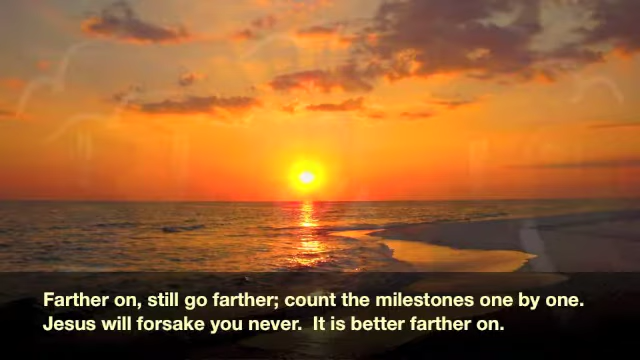 Farther on, still go farther; count the milestones one by one.
Jesus will forsake you never.  It is better farther on.